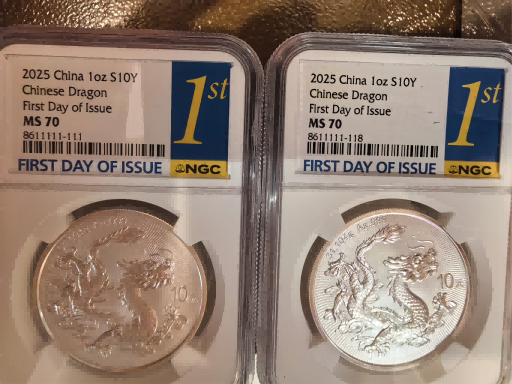 2025 China 1oz S10Y
Chinese Dragon
First Day of Issue
MS 70
8611111-111
1st
FIRST DAY OF ISSUE
NGC
10
2025 China 1oz S10Y
Chinese Dragon
First Day of Issue
MS 70
8611111-118
1st
FIRST DAY OF ISSUE
NGC
10